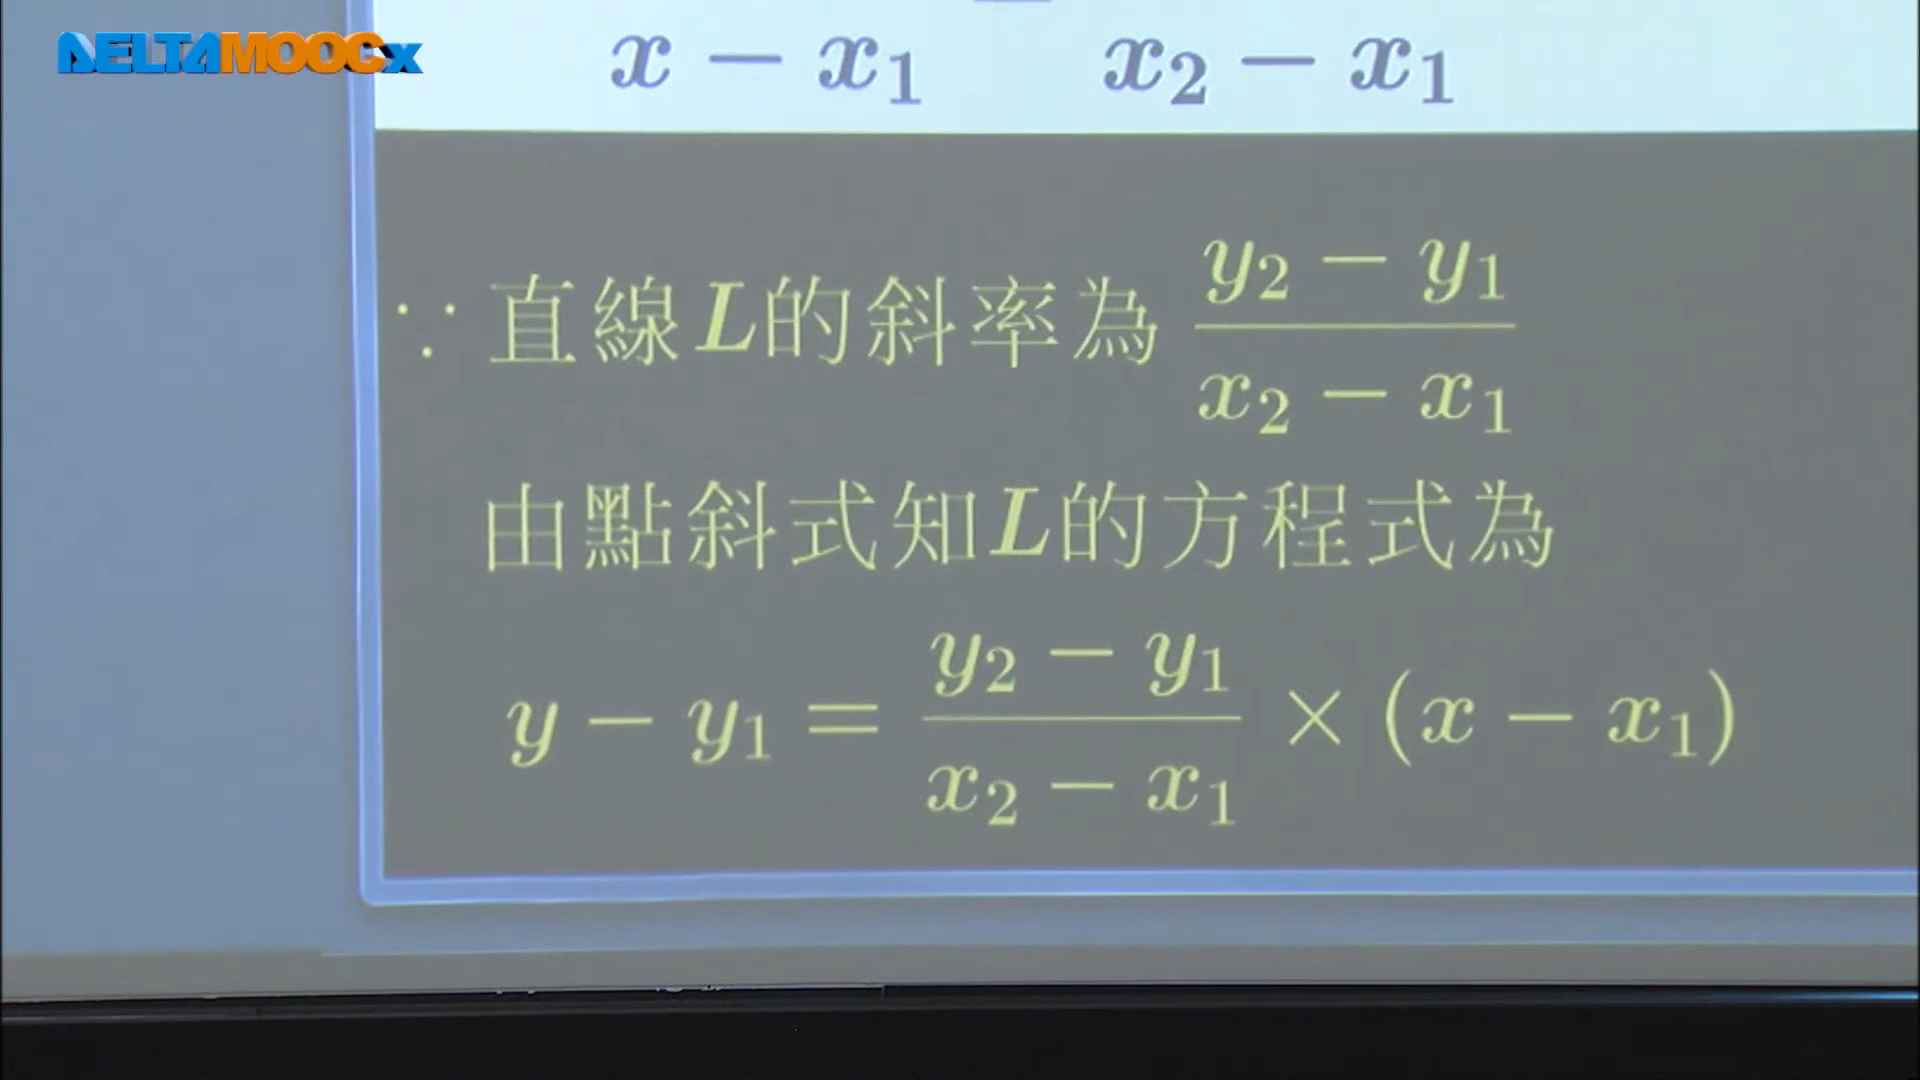 DELTAMOOCx
x − x₁ = x₂ − x₁
∵ 直線L的斜率為 (y₂ − y₁)/(x₂ − x₁)
由點斜式知L的方程式為
y − y₁ = (y₂ − y₁)/(x₂ − x₁) × (x − x₁)